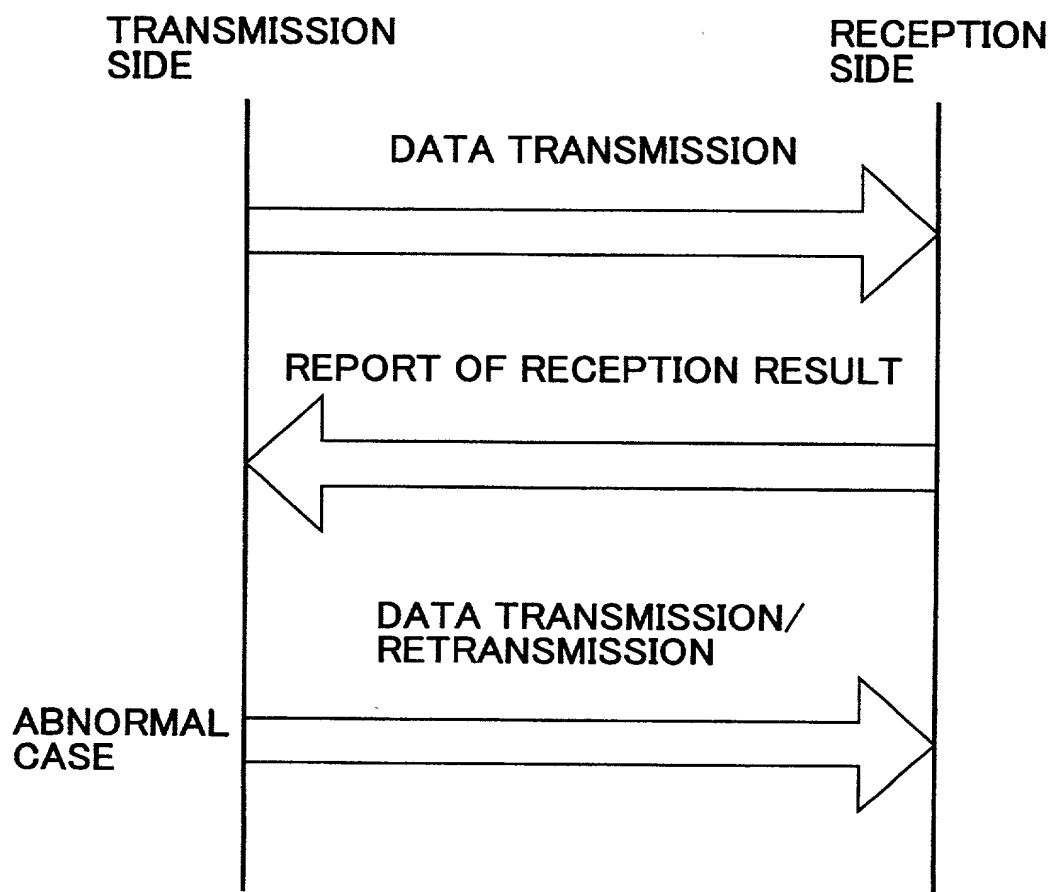 TRANSMISSION
SIDE
RECEPTION
SIDE
DATA TRANSMISSION
REPORT OF RECEPTION RESULT
DATA TRANSMISSION/
RETRANSMISSION
ABNORMAL
CASE